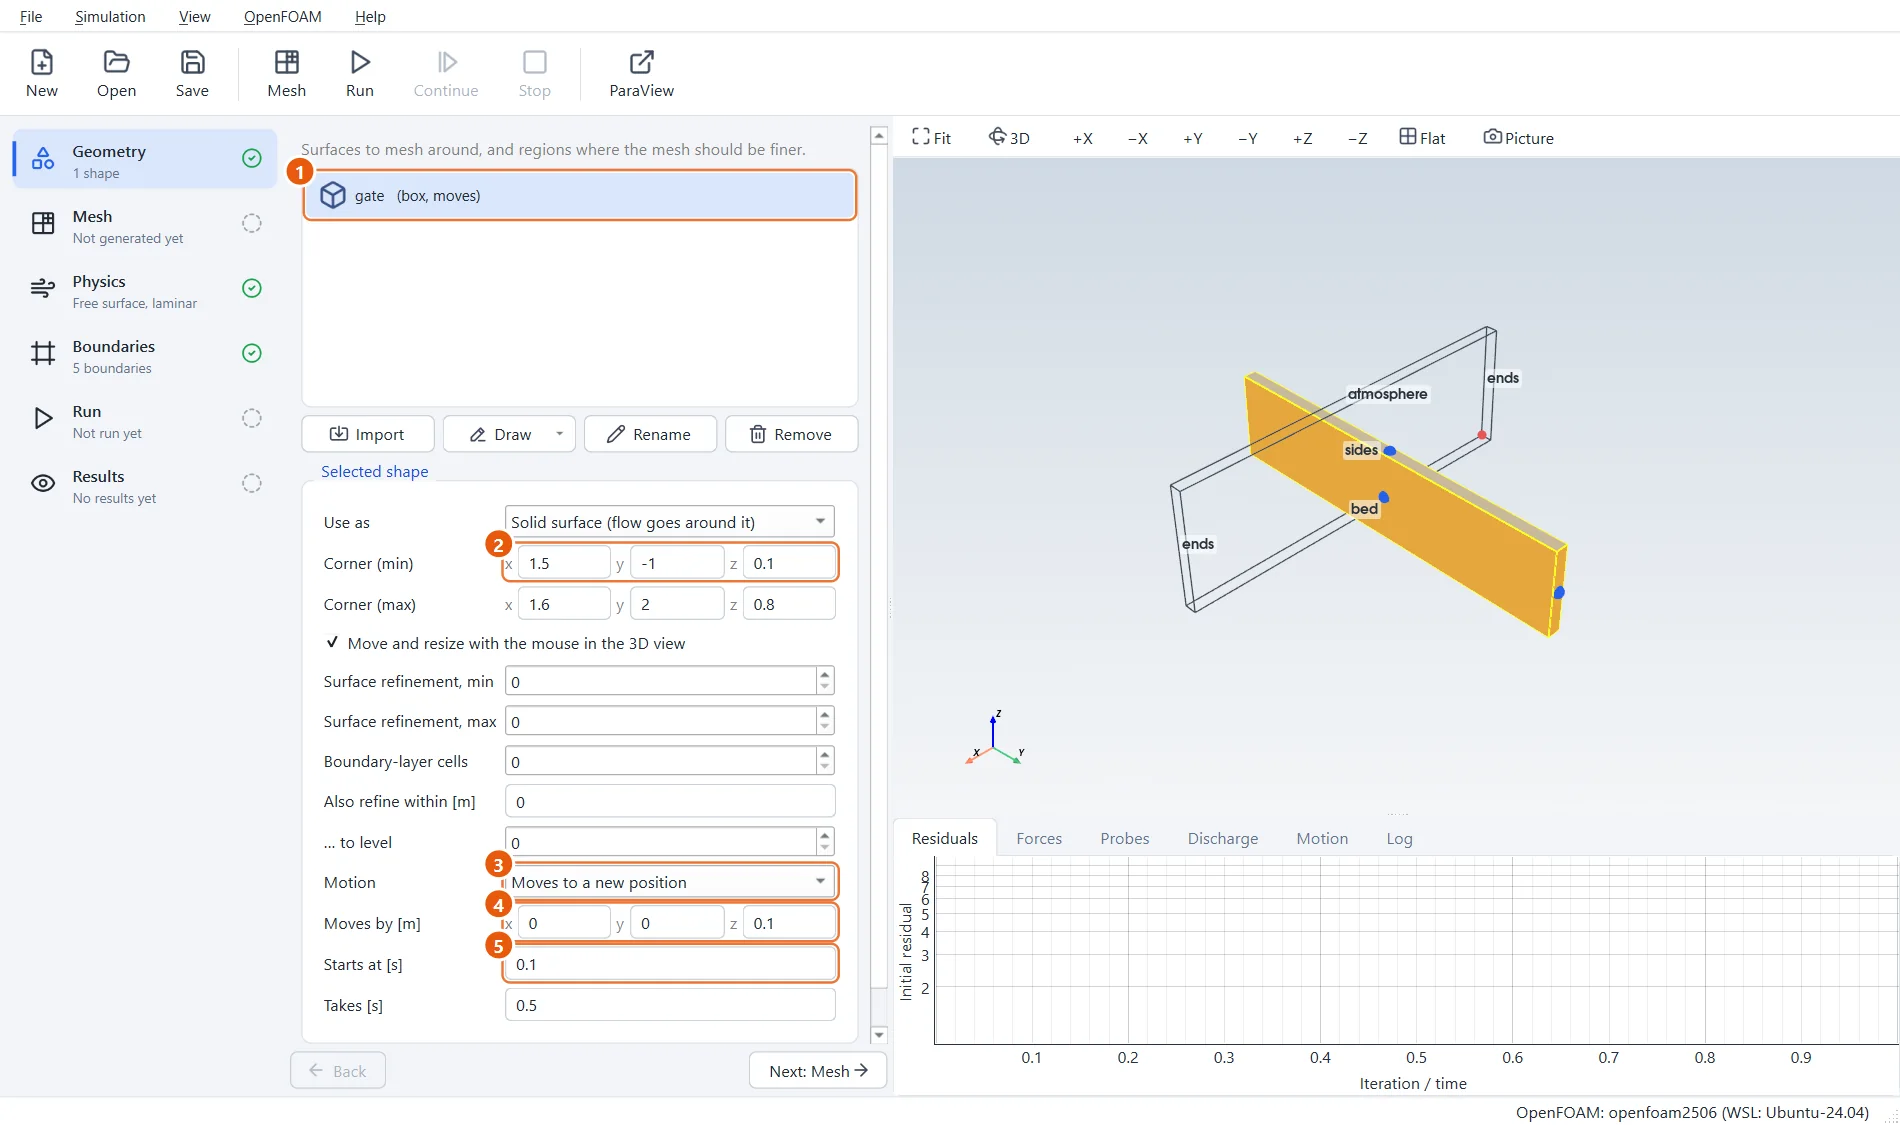 File Simulation View OpenFOAM Help
New Open Save Mesh Run Continue Stop ParaView
Geometry
1 shape
Mesh
Not generated yet
Physics
Free surface, laminar
Boundaries
5 boundaries
Run
Not run yet
Results
No results yet
Surfaces to mesh around, and regions where the mesh should be finer.
1
gate (box, moves)
Import Draw Rename Remove
Selected shape
Use as Solid surface (flow goes around it)
2
Corner (min) x 1.5 y -1 z 0.1
Corner (max) x 1.6 y 2 z 0.8
Move and resize with the mouse in the 3D view
Surface refinement, min 0
Surface refinement, max 0
Boundary-layer cells 0
Also refine within [m] 0
... to level 0
3
Motion Moves to a new position
4
Moves by [m] x 0 y 0 z 0.1
5
Starts at [s] 0.1
Takes [s] 0.5
Back Next: Mesh
Fit 3D +X −X +Y −Y +Z −Z Flat Picture
ends
atmosphere
sides
bed
ends
Z
X Y
Residuals Forces Probes Discharge Motion Log
Initial residual
8
7
6
5
4
3
2
0.1 0.2 0.3 0.4 0.5 0.6 0.7 0.8 0.9
Iteration / time
OpenFOAM: openfoam2506 (WSL: Ubuntu-24.04)